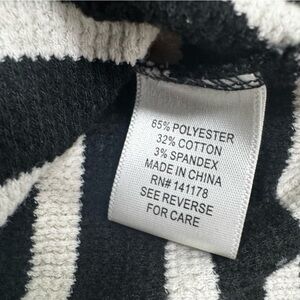 65% POLYESTER
32% COTTON
3% SPANDEX
MADE IN CHINA
RN# 141178
SEE REVERSE
FOR CARE